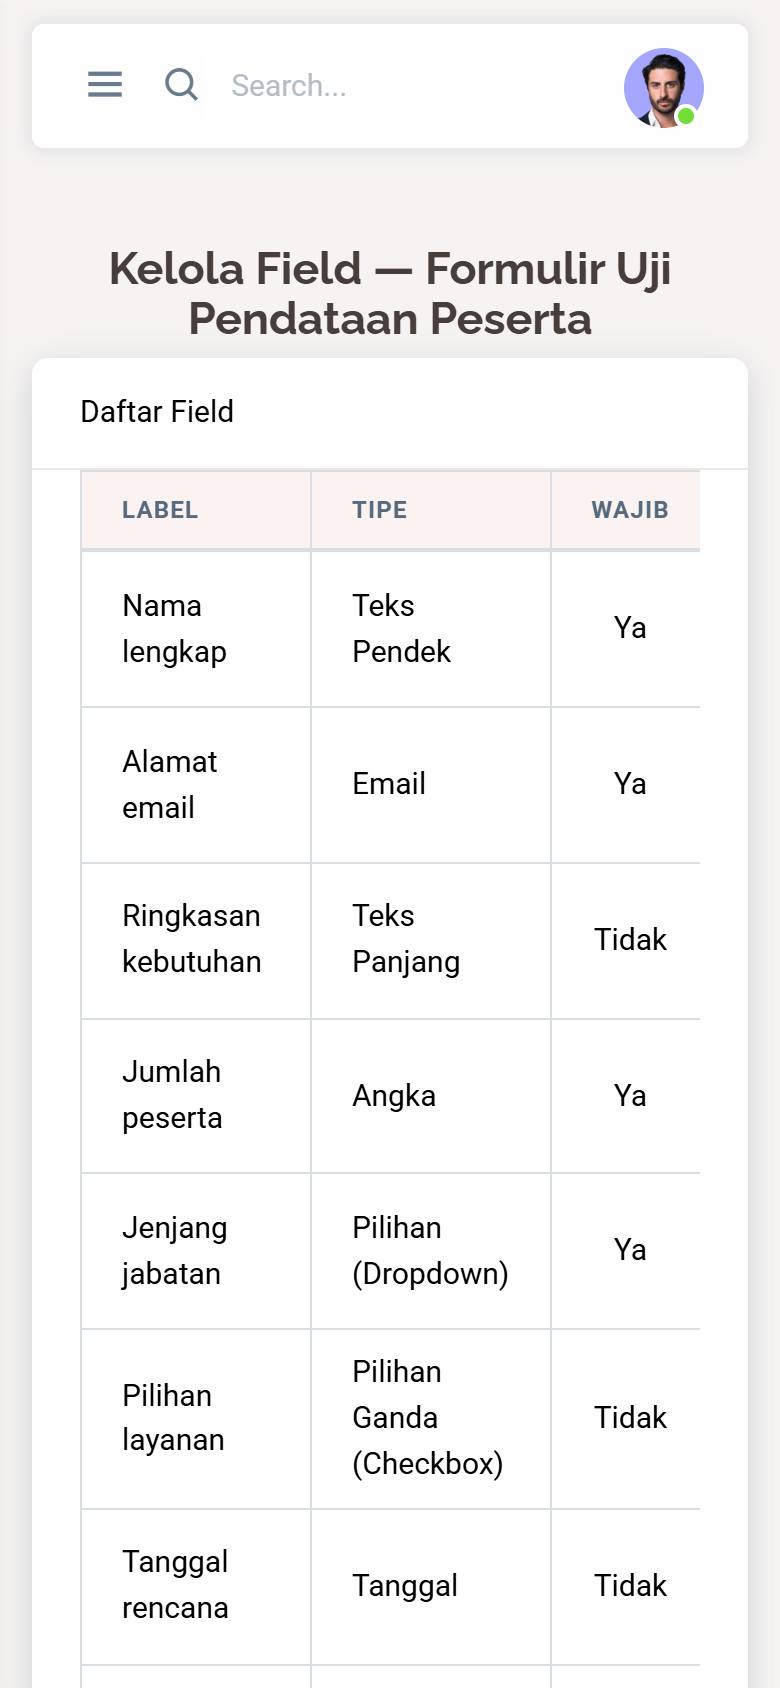 Search...
Kelola Field — Formulir Uji
Pendataan Peserta
Daftar Field
LABEL TIPE WAJIB
Nama
lengkap
Teks
Pendek
Ya
Alamat
email
Email
Ya
Ringkasan
kebutuhan
Teks
Panjang
Tidak
Jumlah
peserta
Angka
Ya
Jenjang
jabatan
Pilihan
(Dropdown)
Ya
Pilihan
layanan
Pilihan
Ganda
(Checkbox)
Tidak
Tanggal
rencana
Tanggal
Tidak